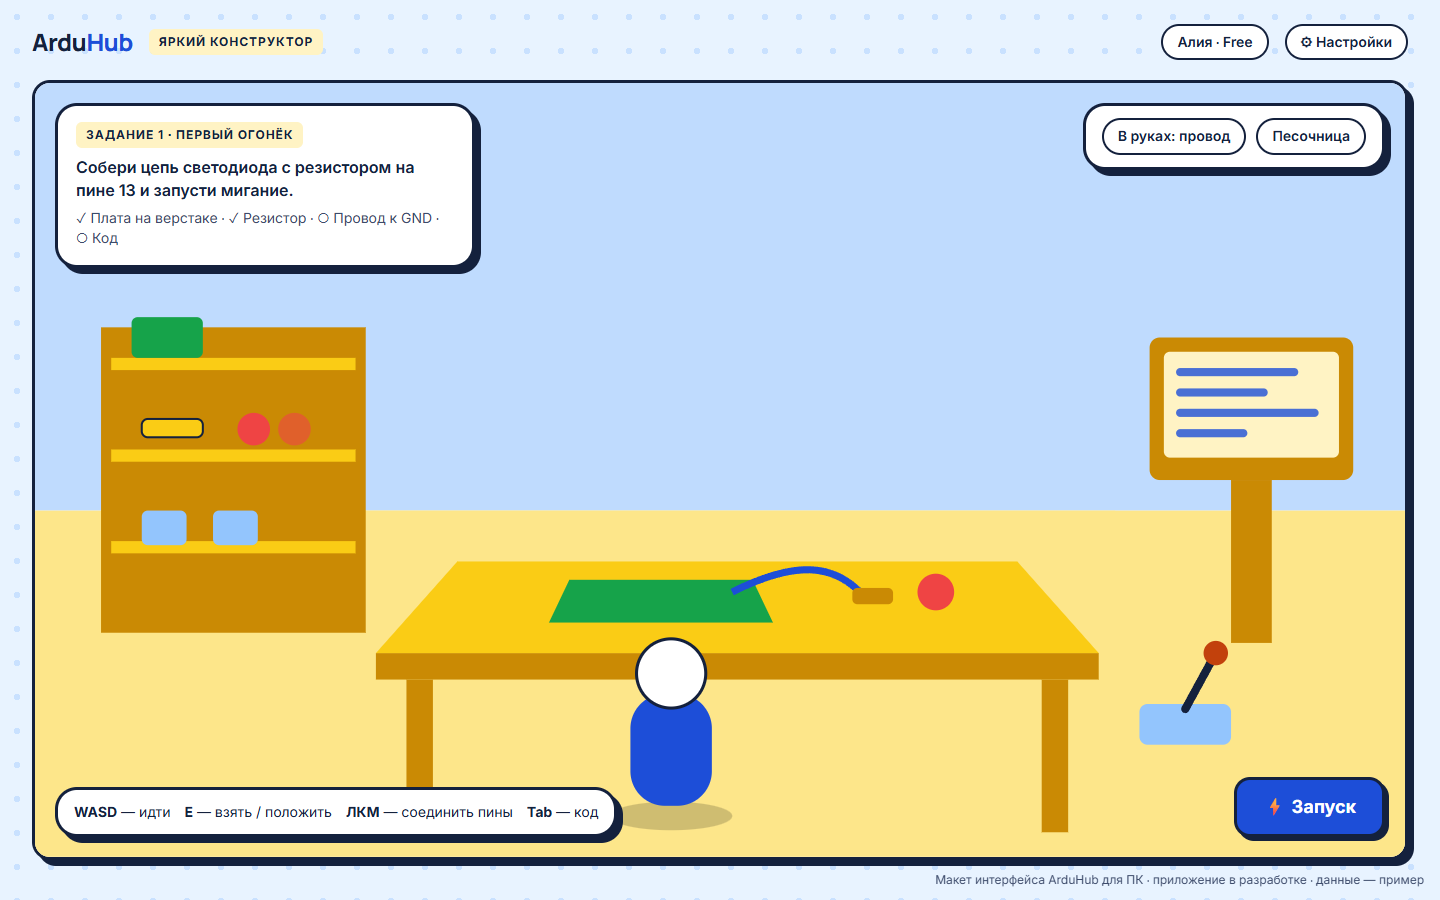 ArduHub
ЯРКИЙ КОНСТРУКТОР
Алия · Free
⚙ Настройки
ЗАДАНИЕ 1 · ПЕРВЫЙ ОГОНЁК
Собери цепь светодиода с резистором на
пине 13 и запусти мигание.
✓ Плата на верстаке · ✓ Резистор · ○ Провод к GND ·
○ Код
В руках: провод
Песочница
WASD — идти E — взять / положить ЛКМ — соединить пины Tab — код
⚡ Запуск
Макет интерфейса ArduHub для ПК · приложение в разработке · данные — пример